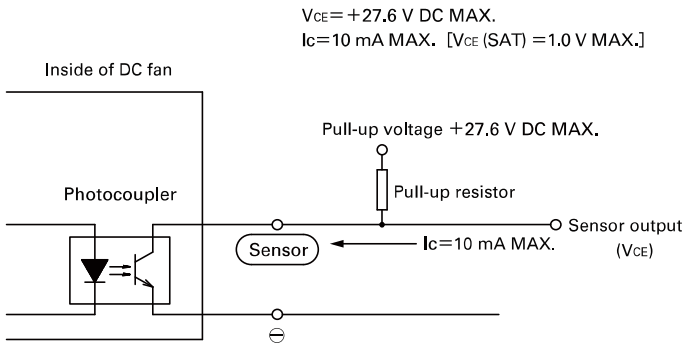 VCE=+27.6 V DC MAX.
Ic=10 mA MAX. [VCE (SAT) =1.0 V MAX.]
Inside of DC fan
Pull-up voltage +27.6 V DC MAX.
Photocoupler
Pull-up resistor
Sensor
Ic=10 mA MAX.
Sensor output
(VCE)
⊖